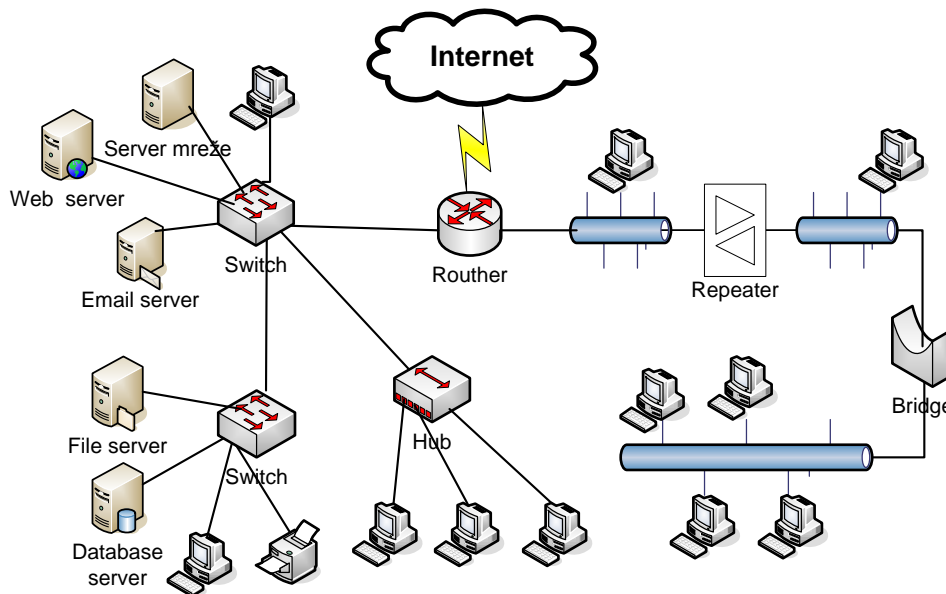 Internet
Server mreže
Web server
Switch
Routher
Email server
Repeater
Bridge
File server
Switch
Hub
Database
server